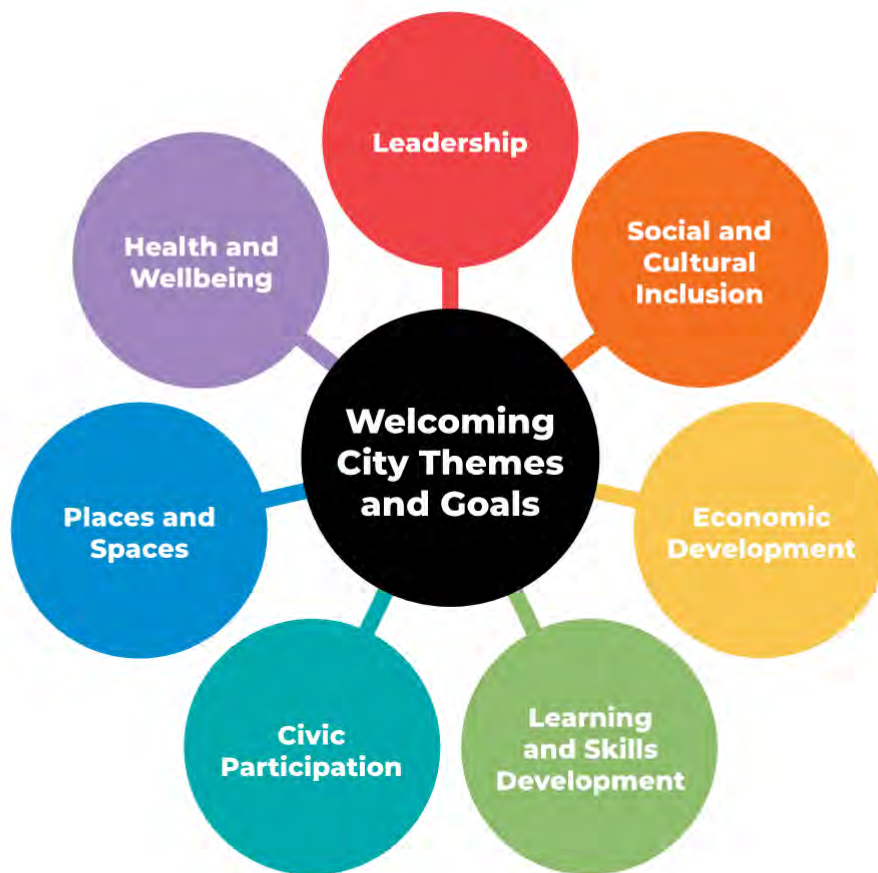 Leadership
Social and
Cultural
Inclusion
Economic
Development
Learning
and Skills
Development
Civic
Participation
Places and
Spaces
Health and
Wellbeing
Welcoming
City Themes
and Goals